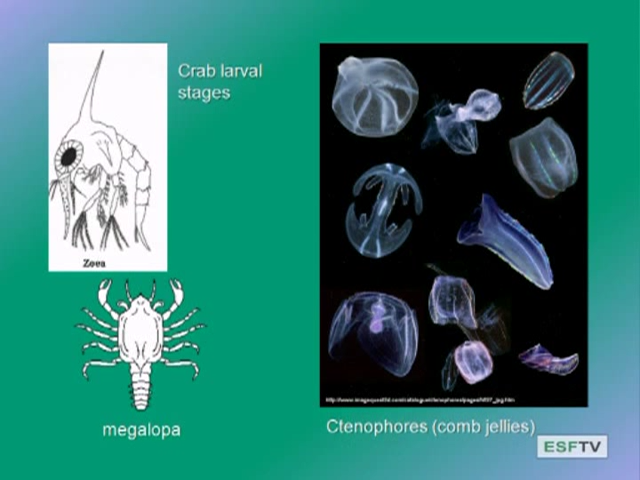 Crab larval
stages
Zoea
megalopa
Ctenophores (comb jellies)
ESFTV